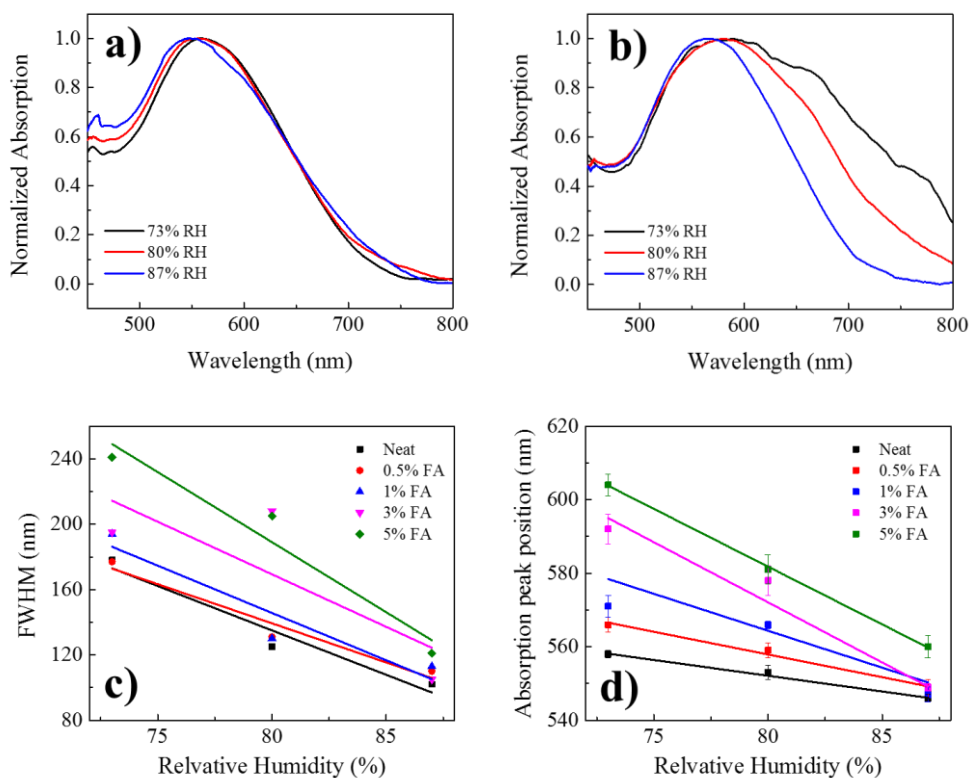 a)
1.0
0.8
0.6
0.4
0.2
0.0
Normalized Absorption
73% RH
80% RH
87% RH
500
600
700
800
Wavelength (nm)
b)
1.0
0.8
0.6
0.4
0.2
0.0
Normalized Absorption
73% RH
80% RH
87% RH
500
600
700
800
Wavelength (nm)
c)
240
200
160
120
80
FWHM (nm)
Neat
0.5% FA
1% FA
3% FA
5% FA
75
80
85
Relvative Humidity (%)
d)
620
600
580
560
540
Absorption peak position (nm)
Neat
0.5% FA
1% FA
3% FA
5% FA
75
80
85
Relvative Humidity (%)